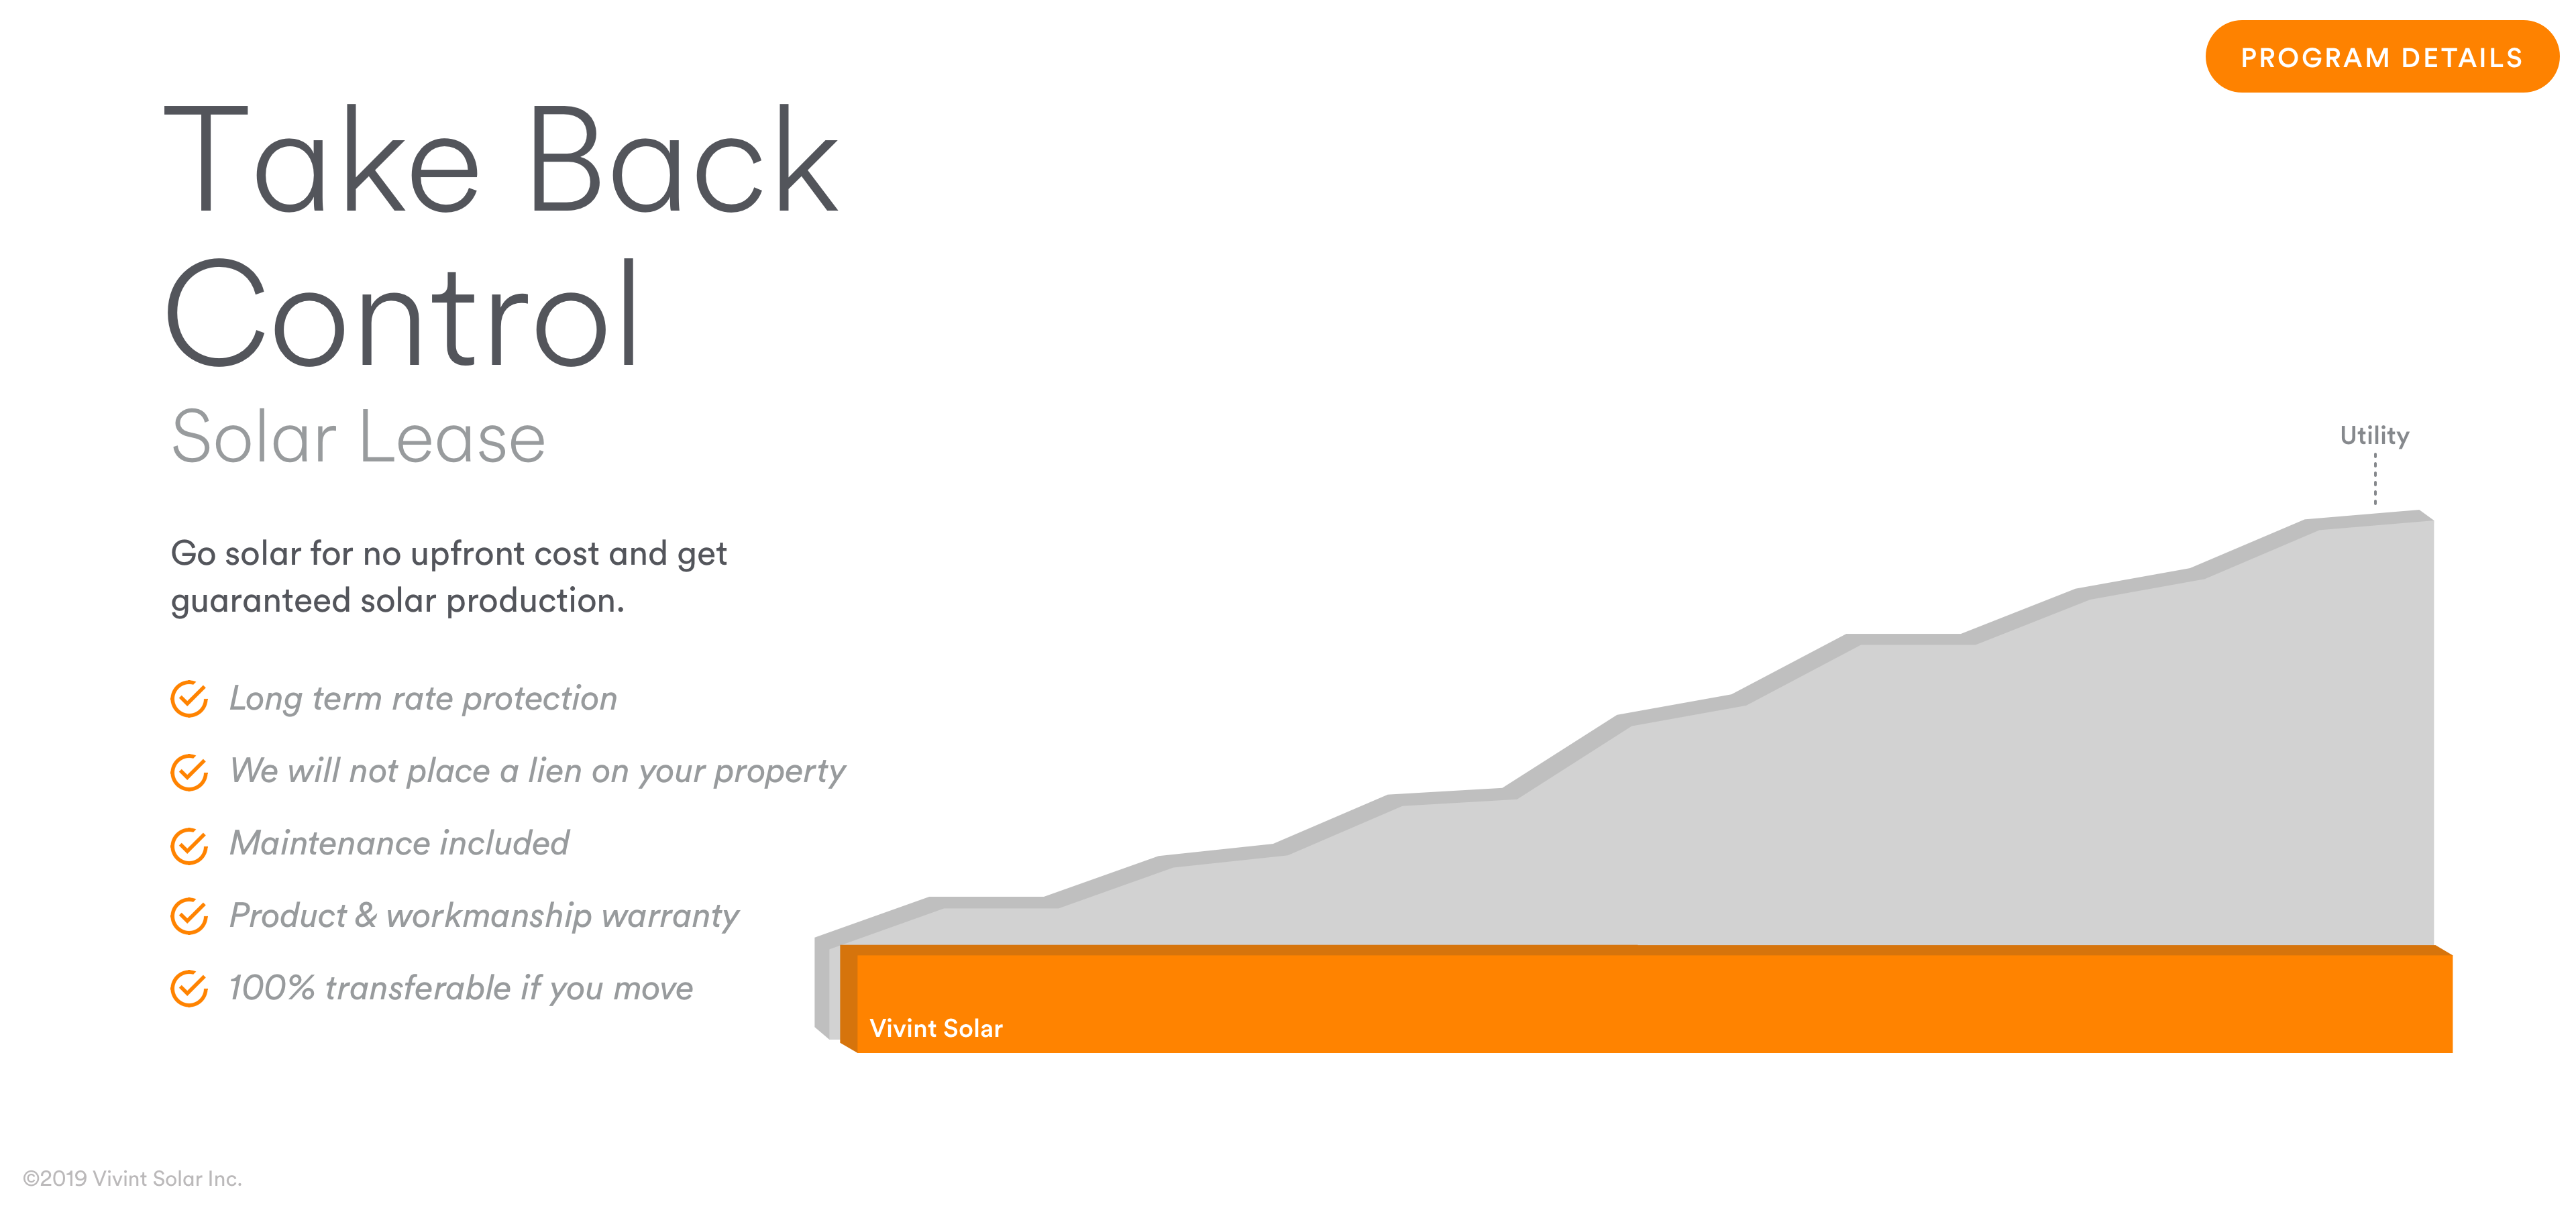 PROGRAM DETAILS
Take Back
Control
Solar Lease
Go solar for no upfront cost and get
guaranteed solar production.
Long term rate protection
We will not place a lien on your property
Maintenance included
Product & workmanship warranty
100% transferable if you move
Utility
Vivint Solar
©2019 Vivint Solar Inc.